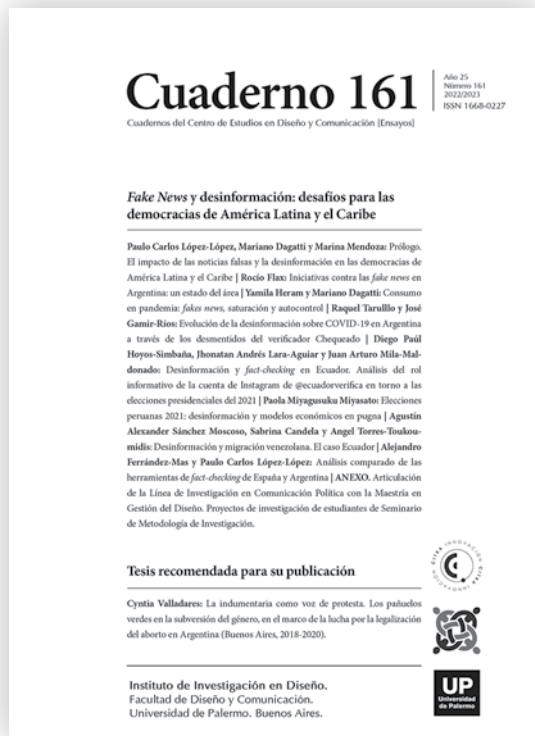 Cuaderno 161
Año 25
Número 161
2022/2023
ISSN 1668-0227
Cuadernos del Centro de Estudios en Diseño y Comunicación [Ensayos]
Fake News y desinformación: desafíos para las
democracias de América Latina y el Caribe
Paulo Carlos López-López, Mariano Dagatti y Marina Mendoza: Prólogo.
El impacto de las noticias falsas y la desinformación en las democracias de
América Latina y el Caribe | Rocío Flax: Iniciativas contra las fake news en
Argentina: un estado del área | Yamila Heram y Mariano Dagatti: Consumo
en pandemia: fakes news, saturación y autocontrol | Raquel Tarulllo y José
Gamir-Ríos: Evolución de la desinformación sobre COVID-19 en Argentina
a través de los desmentidos del verificador Chequeado | Diego Paúl
Hoyos-Simbaña, Jhonatan Andrés Lara-Aguiar y Juan Arturo Mila-Mal-
donado: Desinformación y fact-checking en Ecuador. Análisis del rol
informativo de la cuenta de Instagram de @ecuadorverifica en torno a las
elecciones presidenciales del 2021 | Paola Miyagusuku Miyasato: Elecciones
peruanas 2021: desinformación y modelos económicos en pugna | Agustín
Alexander Sánchez Moscoso, Sabrina Candela y Angel Torres-Toukou-
midis: Desinformación y migración venezolana. El caso Ecuador | Alejandro
Ferrández-Mas y Paulo Carlos López-López: Análisis comparado de las
herramientas de fact-checking de España y Argentina | ANEXO. Articulación
de la Línea de Investigación en Comunicación Política con la Maestría en
Gestión del Diseño. Proyectos de investigación de estudiantes de Seminario
de Metodología de Investigación.
Tesis recomendada para su publicación
Cyntia Valladares: La indumentaria como voz de protesta. Los pañuelos
verdes en la subversión del género, en el marco de la lucha por la legalización
del aborto en Argentina (Buenos Aires, 2018-2020).
Instituto de Investigación en Diseño.
Facultad de Diseño y Comunicación.
Universidad de Palermo. Buenos Aires.
UP
Universidad
de Palermo